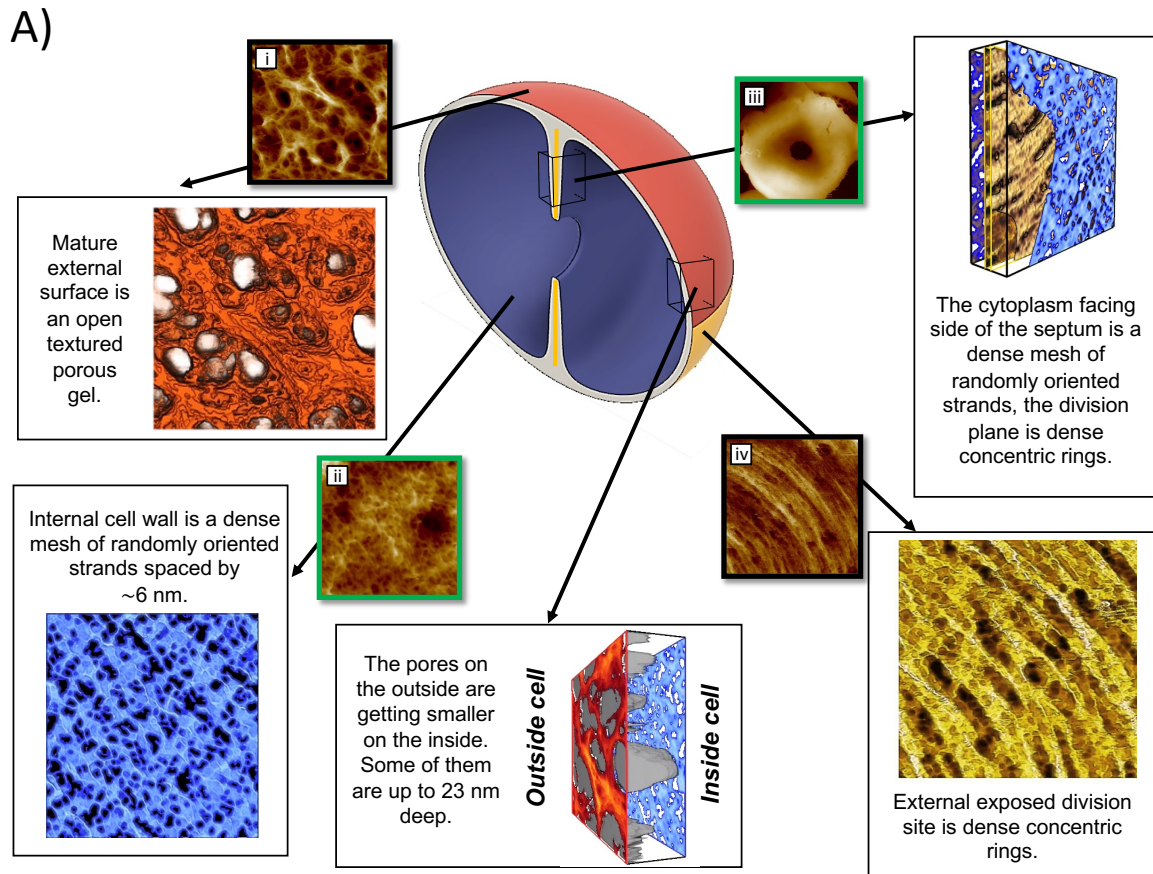 A)
i
iii
Mature
external
surface is
an open
textured
porous
gel.
The cytoplasm facing
side of the septum is a
dense mesh of
randomly oriented
strands, the division
plane is dense
concentric rings.
ii
iv
Internal cell wall is a dense
mesh of randomly oriented
strands spaced by
~6 nm.
The pores on
the outside are
getting smaller
on the inside.
Some of them
are up to 23 nm
deep.
Outside cell
Inside cell
External exposed division
site is dense concentric
rings.